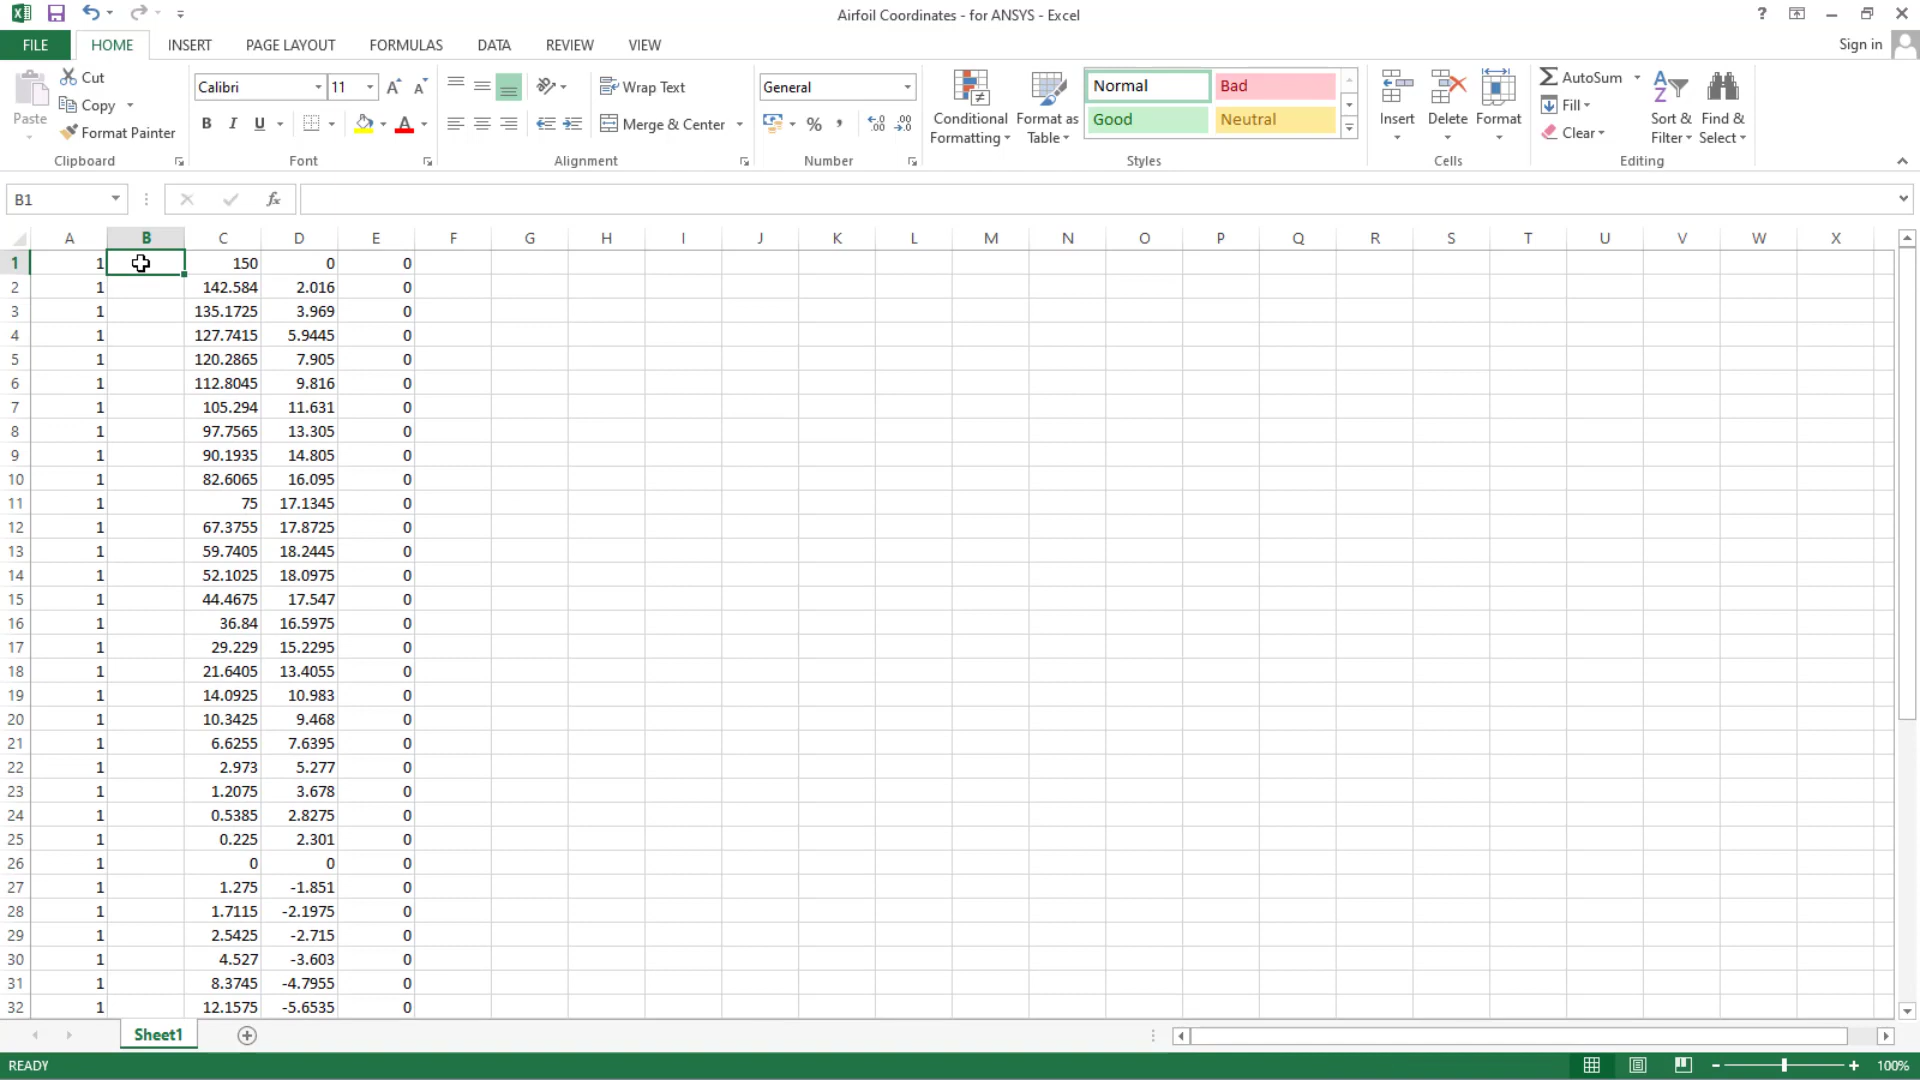 Airfoil Coordinates - for ANSYS - Excel
FILE HOME INSERT PAGE LAYOUT FORMULAS DATA REVIEW VIEW Sign in
Paste
Cut
Copy
Format Painter
Clipboard
Calibri 11
B I U
Font
Wrap Text
Merge & Center
Alignment
General
%
Number
Conditional Formatting
Format as Table
Normal Bad
Good Neutral
Styles
Insert Delete Format
Cells
AutoSum
Fill
Clear
Sort & Filter
Find & Select
Editing
B1 fx
A B C D E F G H I J K L M N O P Q R S T U V W X
1 1 150 0 0
2 1 142.584 2.016 0
3 1 135.1725 3.969 0
4 1 127.7415 5.9445 0
5 1 120.2865 7.905 0
6 1 112.8045 9.816 0
7 1 105.294 11.631 0
8 1 97.7565 13.305 0
9 1 90.1935 14.805 0
10 1 82.6065 16.095 0
11 1 75 17.1345 0
12 1 67.3755 17.8725 0
13 1 59.7405 18.2445 0
14 1 52.1025 18.0975 0
15 1 44.4675 17.547 0
16 1 36.84 16.5975 0
17 1 29.229 15.2295 0
18 1 21.6405 13.4055 0
19 1 14.0925 10.983 0
20 1 10.3425 9.468 0
21 1 6.6255 7.6395 0
22 1 2.973 5.277 0
23 1 1.2075 3.678 0
24 1 0.5385 2.8275 0
25 1 0.225 2.301 0
26 1 0 0 0
27 1 1.275 -1.851 0
28 1 1.7115 -2.1975 0
29 1 2.5425 -2.715 0
30 1 4.527 -3.603 0
31 1 8.3745 -4.7955 0
32 1 12.1575 -5.6535 0
Sheet1
READY 100%